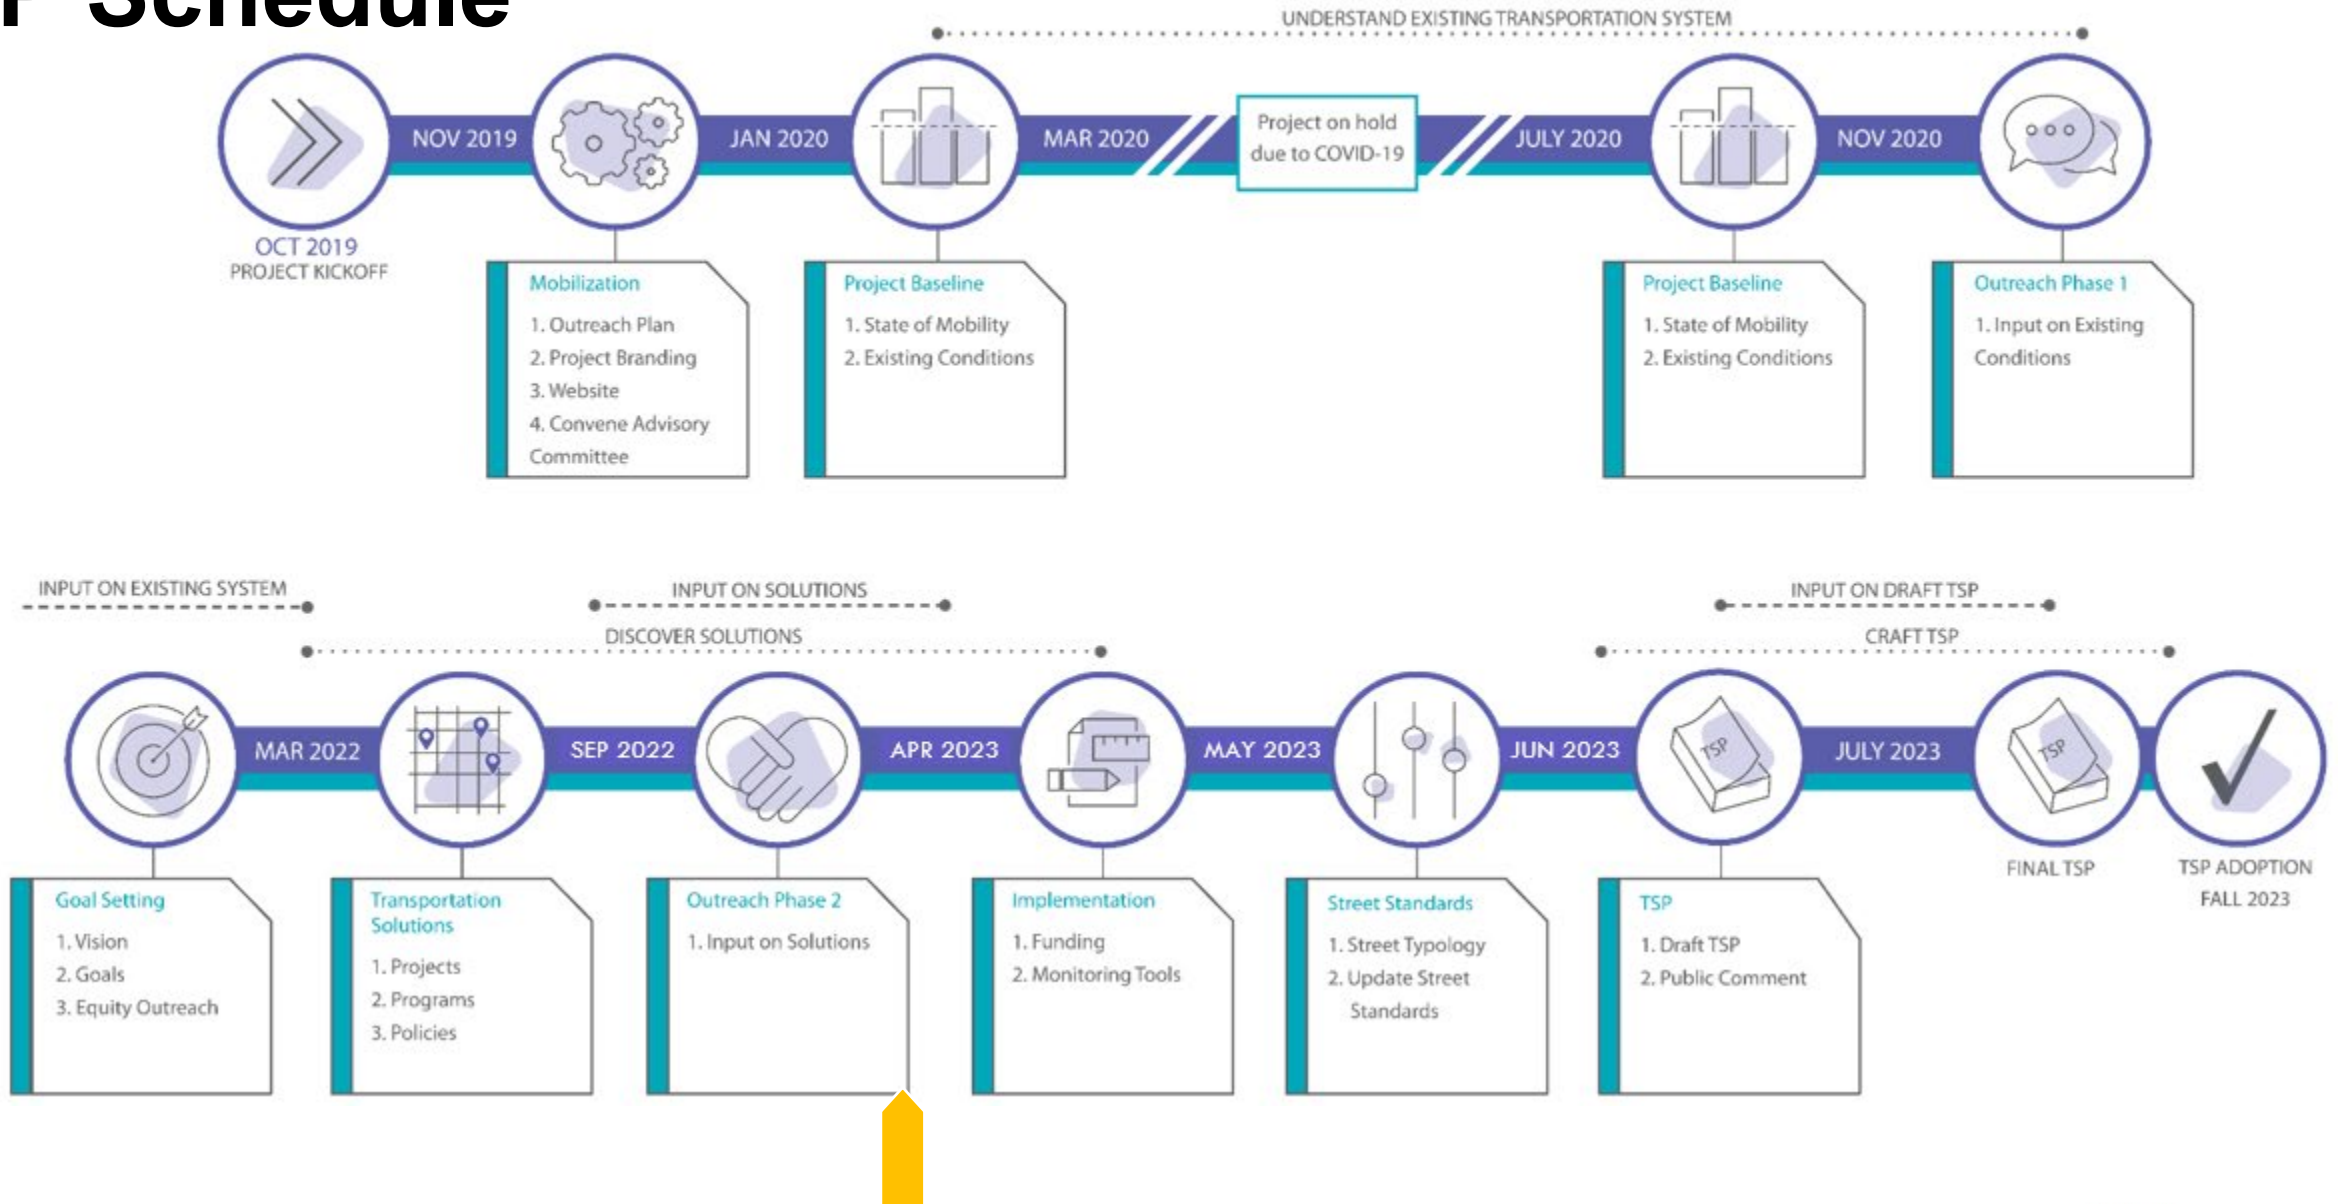 Schedule
UNDERSTAND EXISTING TRANSPORTATION SYSTEM
NOV 2019
JAN 2020
MAR 2020
Project on hold
due to COVID-19
JULY 2020
NOV 2020
OCT 2019
PROJECT KICKOFF
Mobilization
1. Outreach Plan
2. Project Branding
3. Website
4. Convene Advisory
Committee
Project Baseline
1. State of Mobility
2. Existing Conditions
Project Baseline
1. State of Mobility
2. Existing Conditions
Outreach Phase 1
1. Input on Existing
Conditions
INPUT ON EXISTING SYSTEM
INPUT ON SOLUTIONS
DISCOVER SOLUTIONS
INPUT ON DRAFT TSP
CRAFT TSP
MAR 2022
SEP 2022
APR 2023
MAY 2023
JUN 2023
TSP
JULY 2023
TSP
FINAL TSP
TSP ADOPTION
FALL 2023
Goal Setting
1. Vision
2. Goals
3. Equity Outreach
Transportation
Solutions
1. Projects
2. Programs
3. Policies
Outreach Phase 2
1. Input on Solutions
Implementation
1. Funding
2. Monitoring Tools
Street Standards
1. Street Typology
2. Update Street
Standards
TSP
1. Draft TSP
2. Public Comment